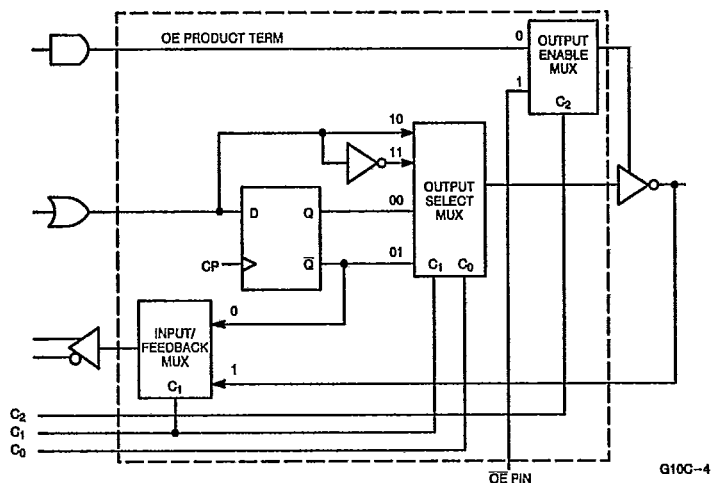 OE PRODUCT TERM
0
OUTPUT
ENABLE
MUX
1
C2
10
11
OUTPUT
SELECT
MUX
D
Q
00
Q̅
01
CP
C1
C0
0
INPUT/
FEEDBACK
MUX
1
C1
C2
C1
C0
O̅E̅ PIN
G10C-4